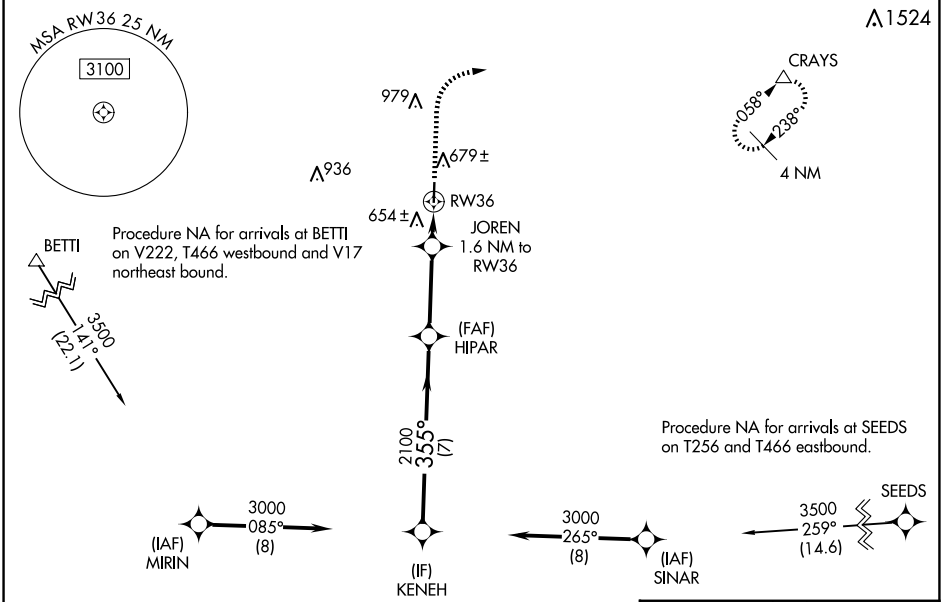 MSA RW36 25 NM
3100
1524
CRAYS
058°
238°
4 NM
979
936
679±
RW36
654±
JOREN
1.6 NM to
RW36
Procedure NA for arrivals at BETTI
on V222, T466 westbound and V17
northeast bound.
BETTI
3500
141°
(22.1)
(FAF)
HIPAR
2100
355°
(7)
Procedure NA for arrivals at SEEDS
on T256 and T466 eastbound.
SEEDS
3500
259°
(14.6)
3000
085°
(8)
(IAF)
MIRIN
(IF)
KENEH
3000
265°
(8)
(IAF)
SINAR